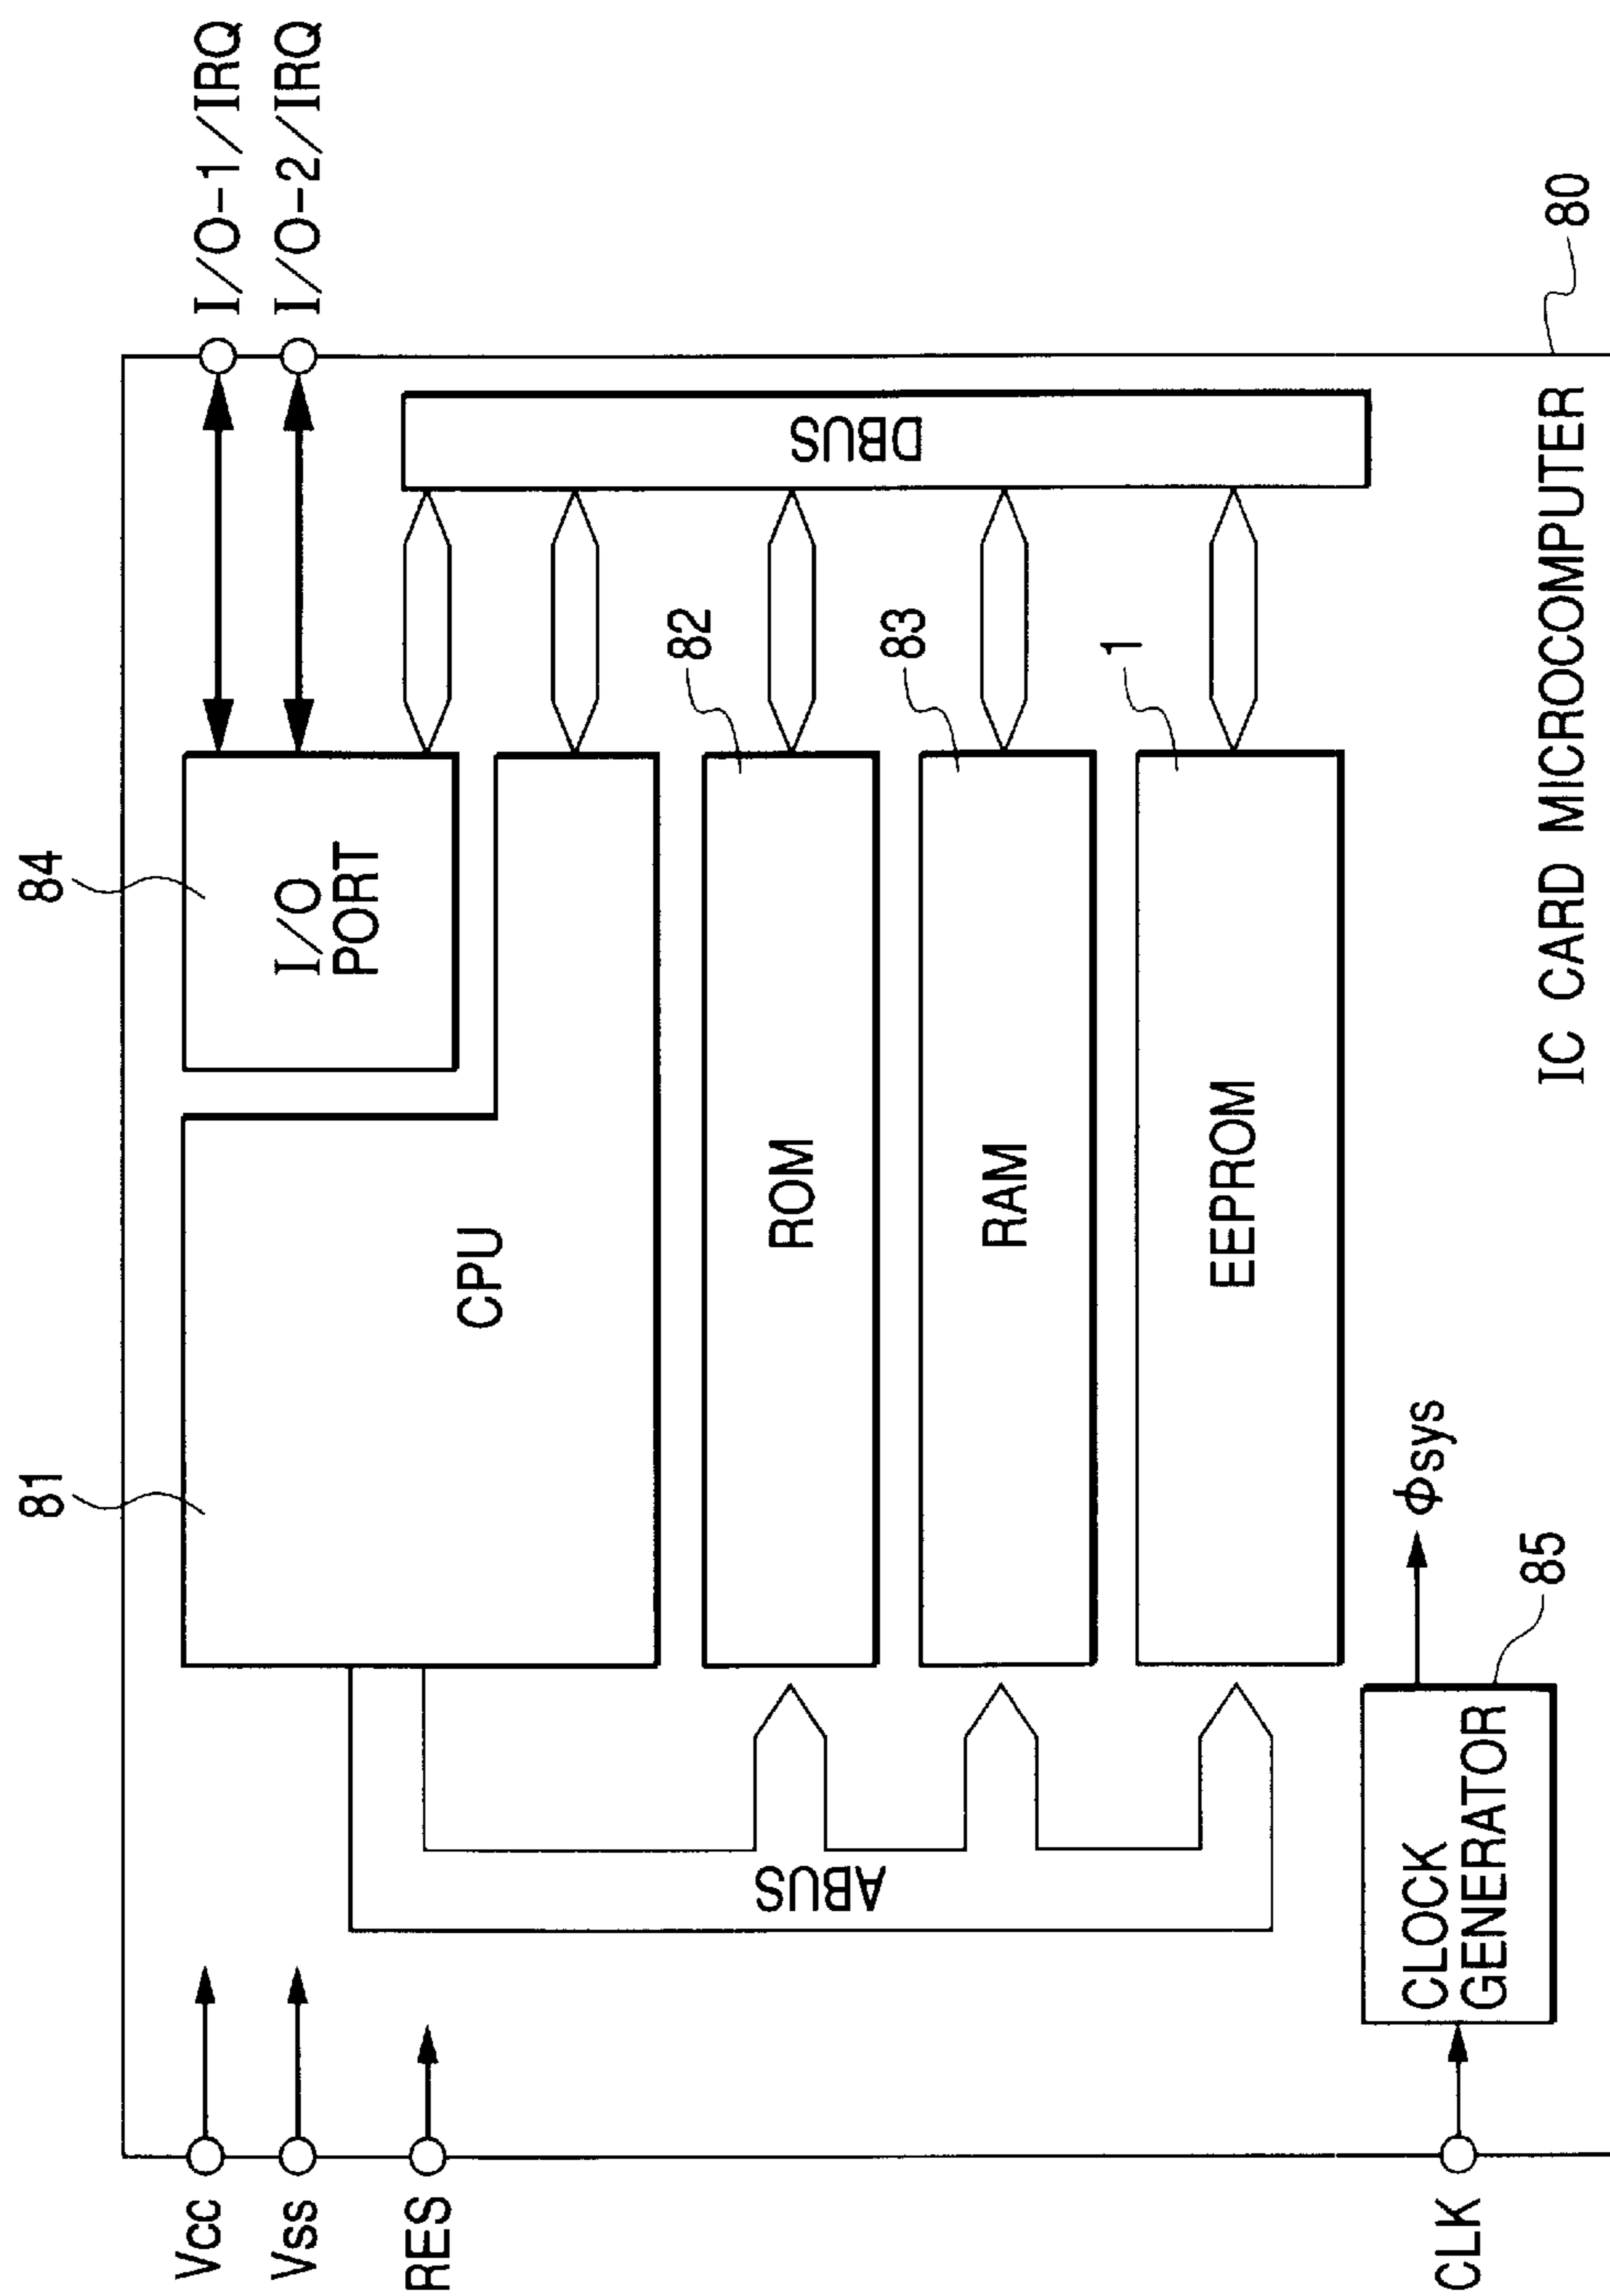 81
84
Vcc
Vss
RES
CLK
I/O-1/IRQ
I/O-2/IRQ
I/O
PORT
CPU
82
ROM
83
RAM
1
EEPROM
ABUS
DBUS
CLOCK
GENERATOR
φsys
85
IC CARD MICROCOMPUTER
80